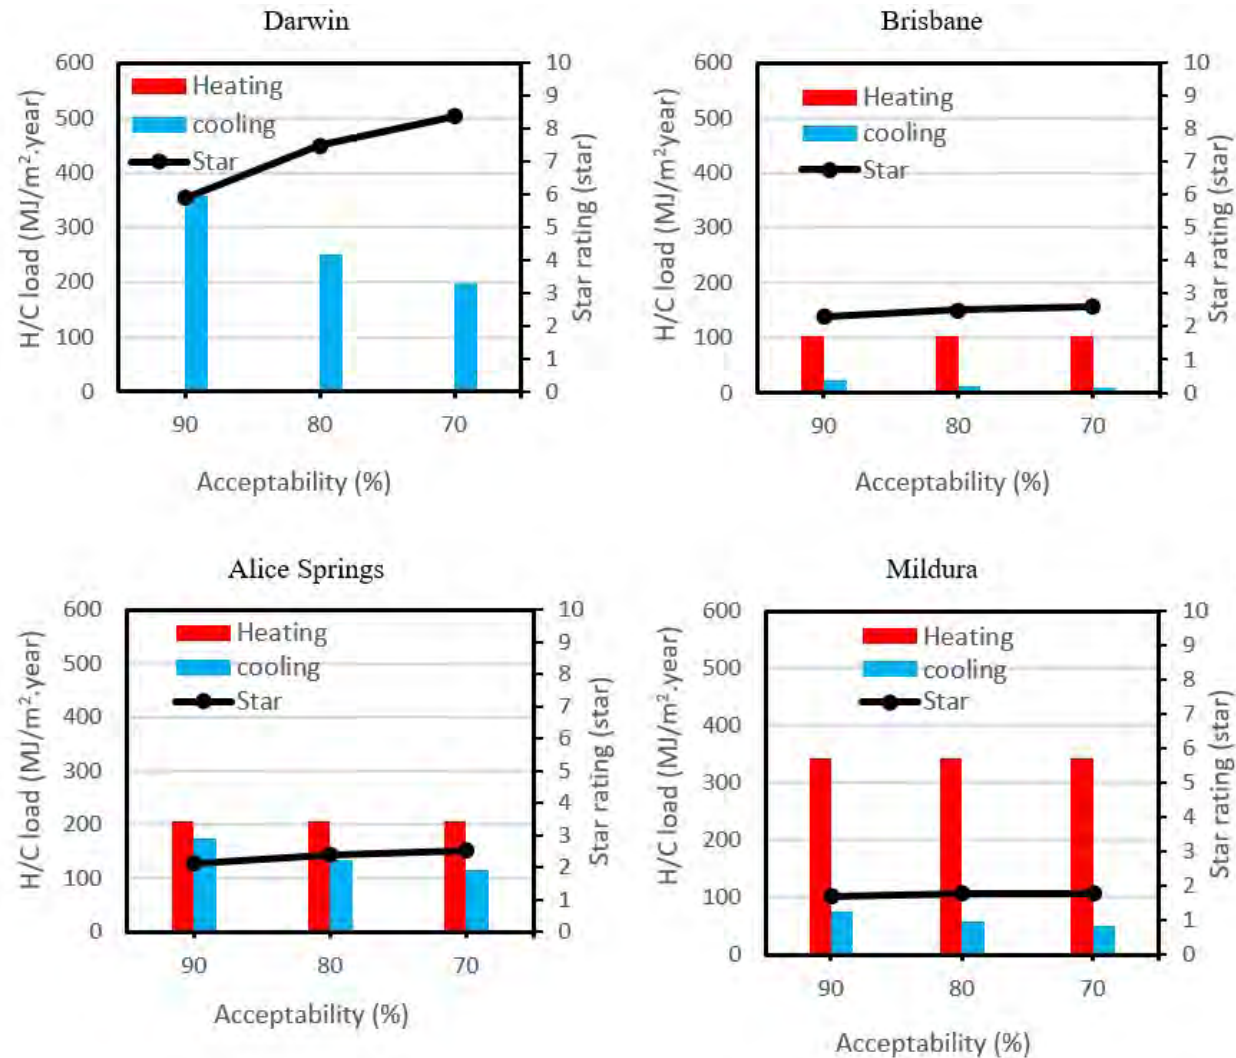 Darwin
600
500
400
300
200
100
0
H/C load (MJ/m².year)
Heating
cooling
Star
10
9
8
7
6
5
4
3
2
1
0
Star rating (star)
90 80 70
Acceptability (%)
Brisbane
600
500
400
300
200
100
0
H/C load (MJ/m²year)
Heating
cooling
Star
10
9
8
7
6
5
4
3
2
1
0
Star rating (star)
90 80 70
Acceptability (%)
Alice Springs
600
500
400
300
200
100
0
H/C load (MJ/m².year)
Heating
cooling
Star
10
9
8
7
6
5
4
3
2
1
0
Star rating (star)
90 80 70
Acceptability (%)
Mildura
600
500
400
300
200
100
0
H/C load (MJ/m².year)
Heating
cooling
Star
10
9
8
7
6
5
4
3
2
1
0
Star rating (star)
90 80 70
Acceptability (%)